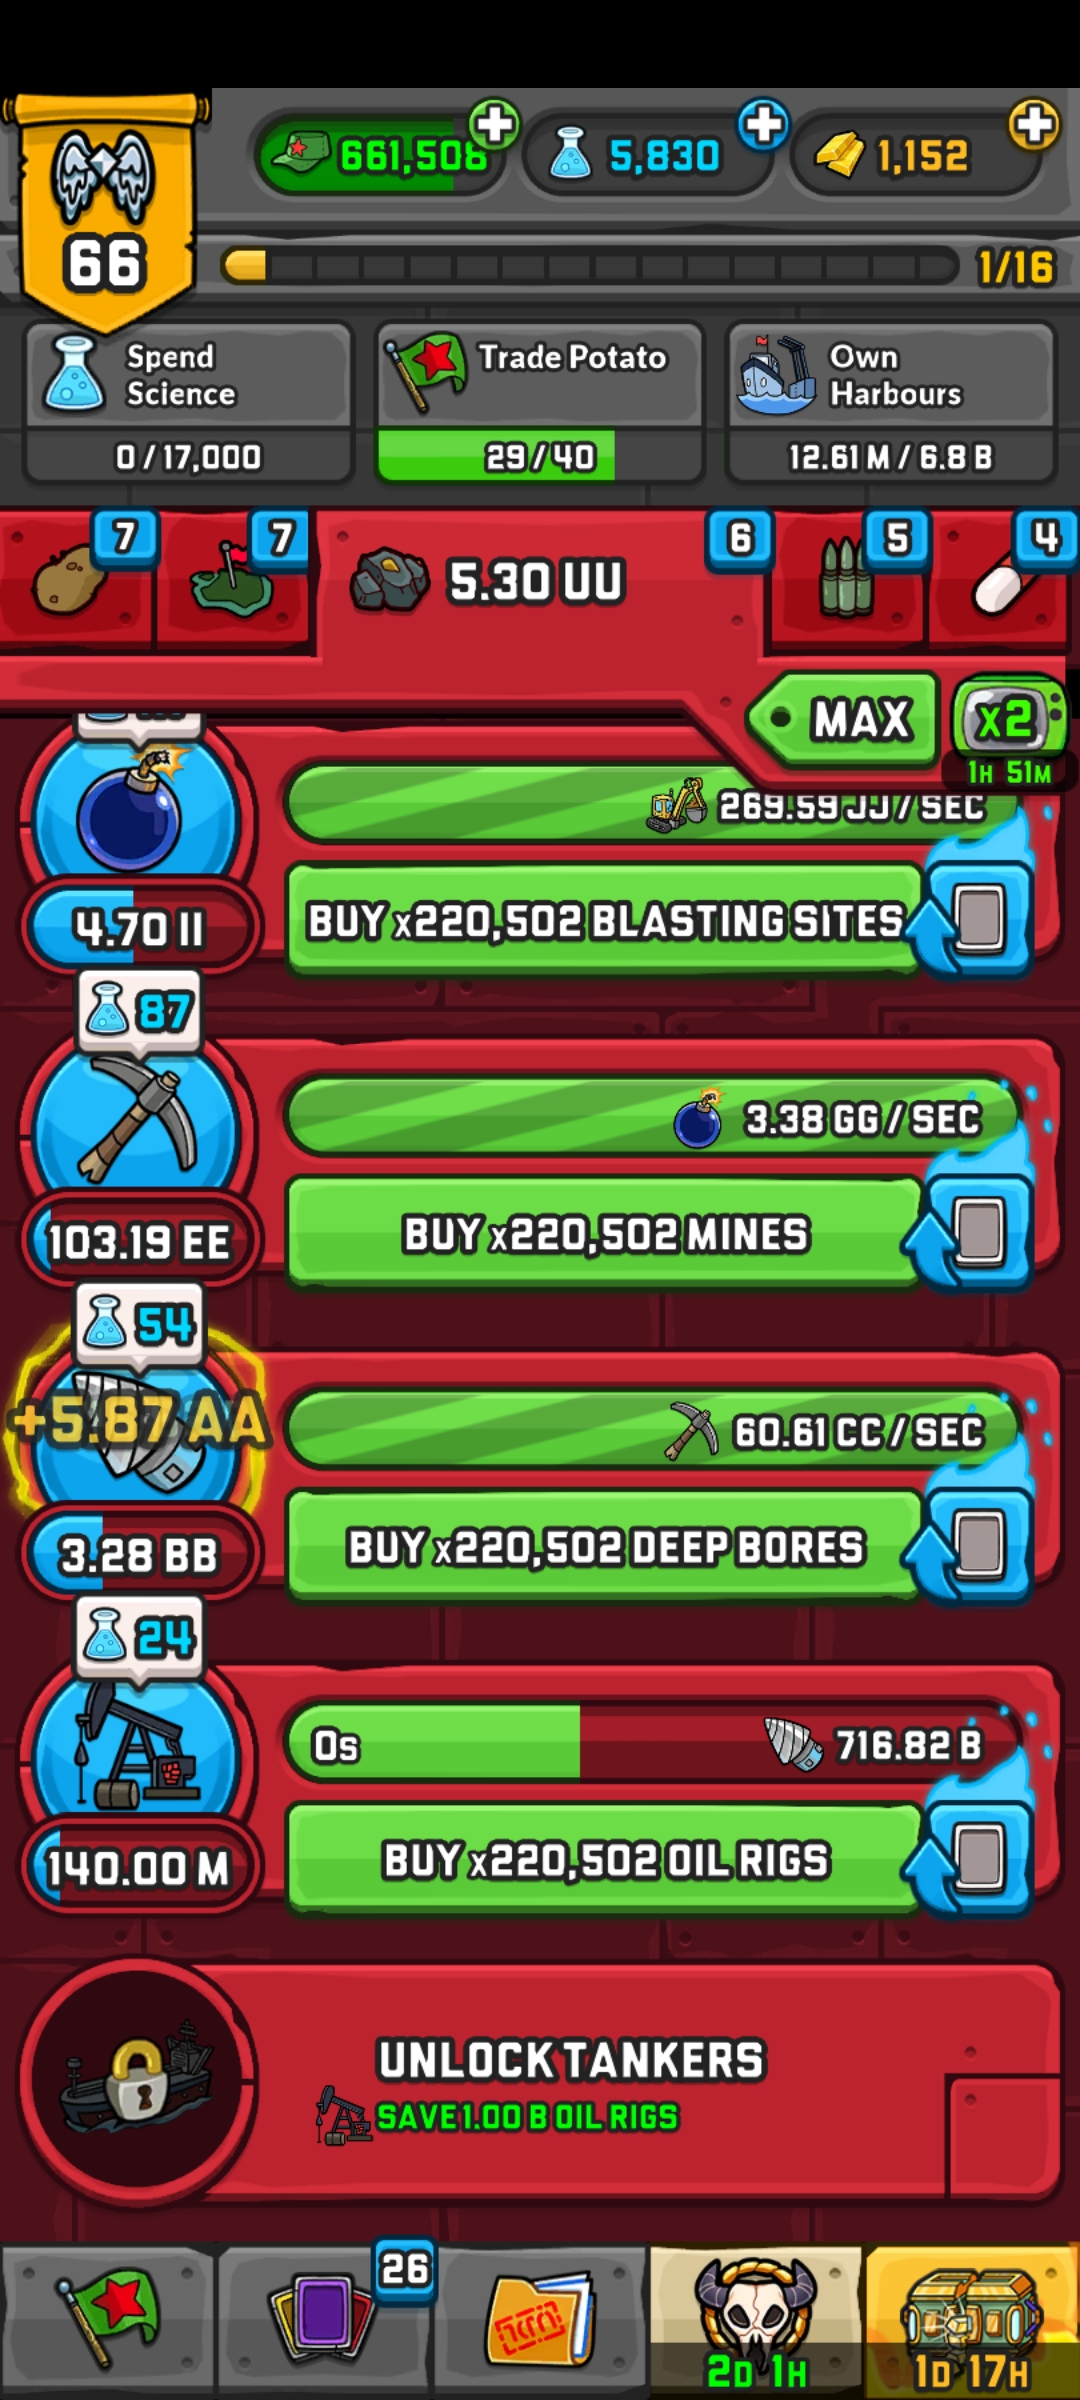 661,508
5,830
1,152
66
1/16
Spend
Science
0/17,000
Trade Potato
29/40
Own
Harbours
12.61 M / 6.8 B
7
7
5.30 UU
6
5
4
MAX
x2
1H 51M
269.59 JJ / SEC
4.70 II
BUY x220,502 BLASTING SITES
87
3.38 GG / SEC
103.19 EE
BUY x220,502 MINES
54
+5.87 AA
60.61 CC / SEC
3.28 BB
BUY x220,502 DEEP BORES
24
0s
716.82 B
140.00 M
BUY x220,502 OIL RIGS
UNLOCK TANKERS
SAVE 1.00 B OIL RIGS
26
2D 1H
1D 17H